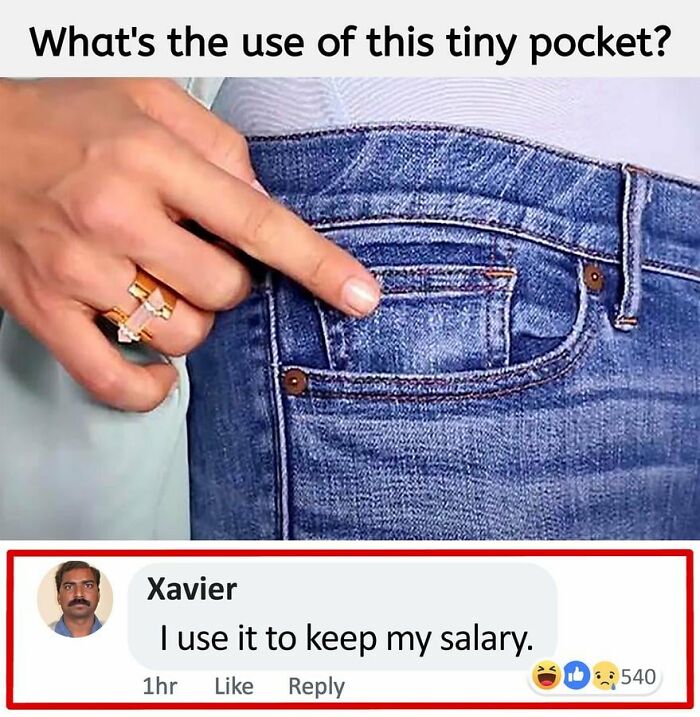 What's the use of this tiny pocket?
Xavier
I use it to keep my salary.
1hr Like Reply 540